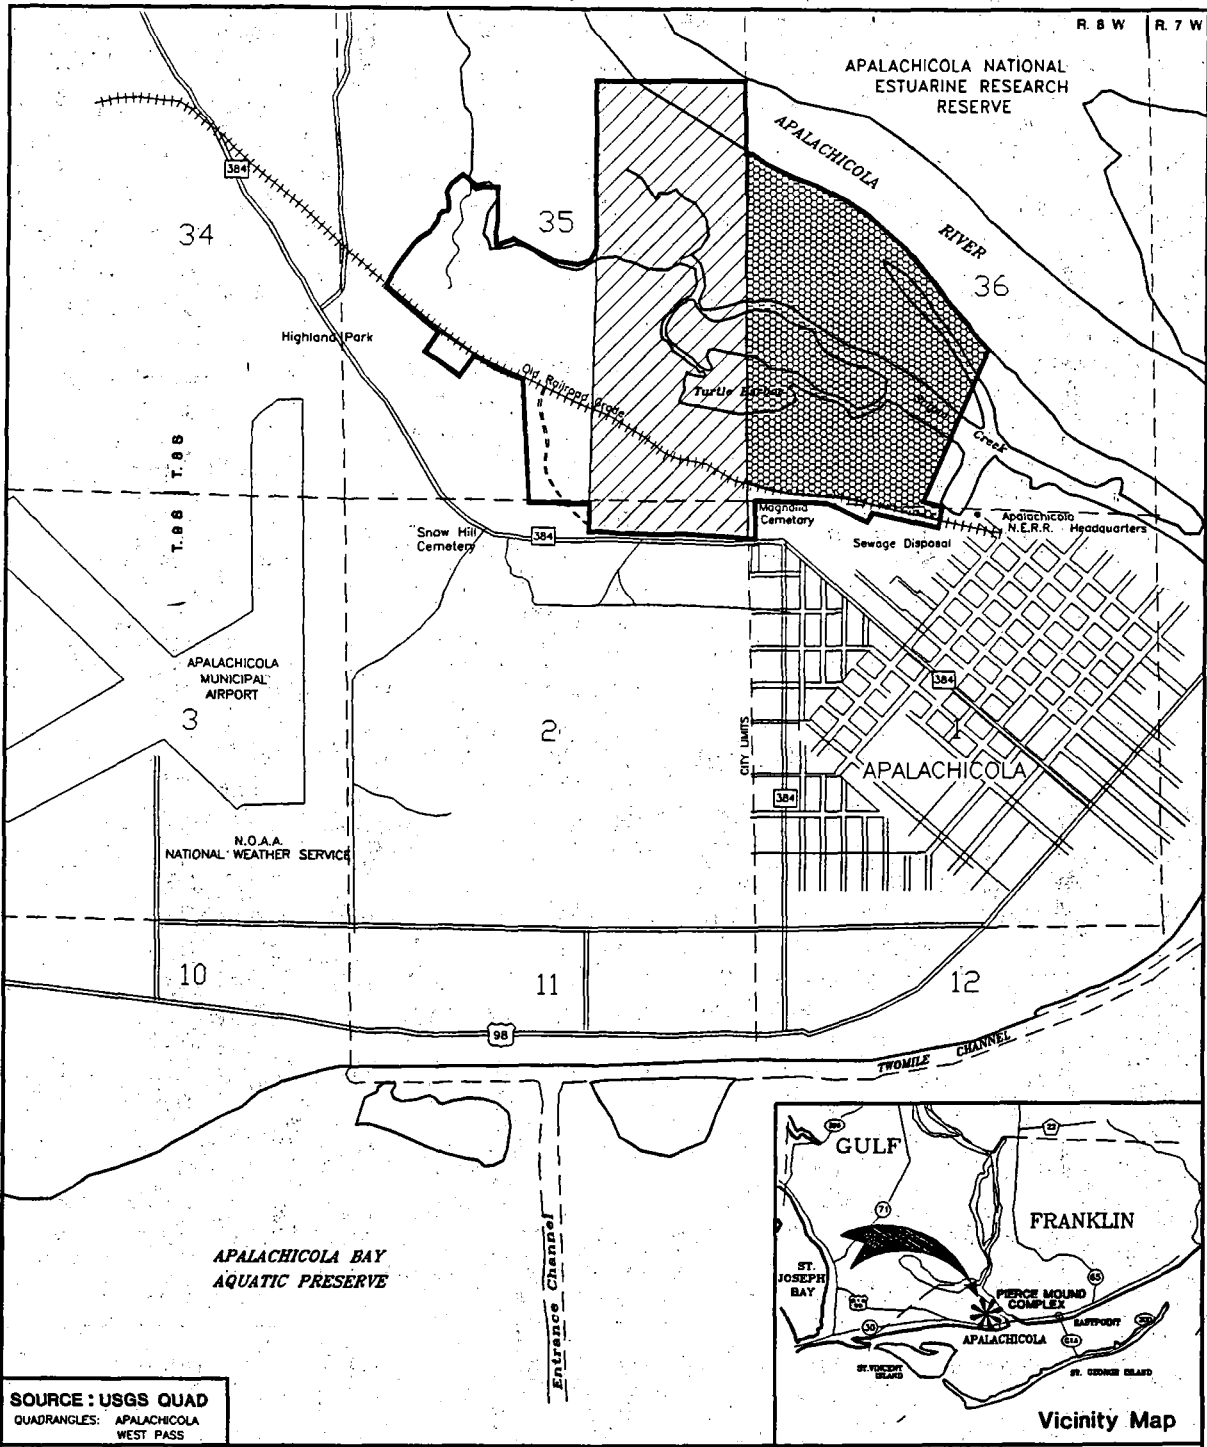 R. 8 W
R. 7 W
APALACHICOLA NATIONAL
ESTUARINE RESEARCH
RESERVE
APALACHICOLA
RIVER
384
34
35
36
Highland Park
Old Railroad Grade
Turtle Harbor
Creek
T. 9 S
T. 8 S
Snow Hill
Cemetery
384
Magnolia
Cemetery
Sewage Disposal
Apalachicola
N.E.R.R. Headquarters
APALACHICOLA
MUNICIPAL
AIRPORT
3
2
1
384
CITY LIMITS
APALACHICOLA
384
N.O.A.A.
NATIONAL WEATHER SERVICE
10
11
12
98
TWOMILE CHANNEL
APALACHICOLA BAY
AQUATIC PRESERVE
Entrance Channel
GULF
22
71
FRANKLIN
ST.
JOSEPH
BAY
65
PIERCE MOUND
COMPLEX
30
EASTPOINT
APALACHICOLA
ST. VINCENT
ISLAND
ST. GEORGE ISLAND
Vicinity Map
SOURCE : USGS QUAD
QUADRANGLES: APALACHICOLA
WEST PASS